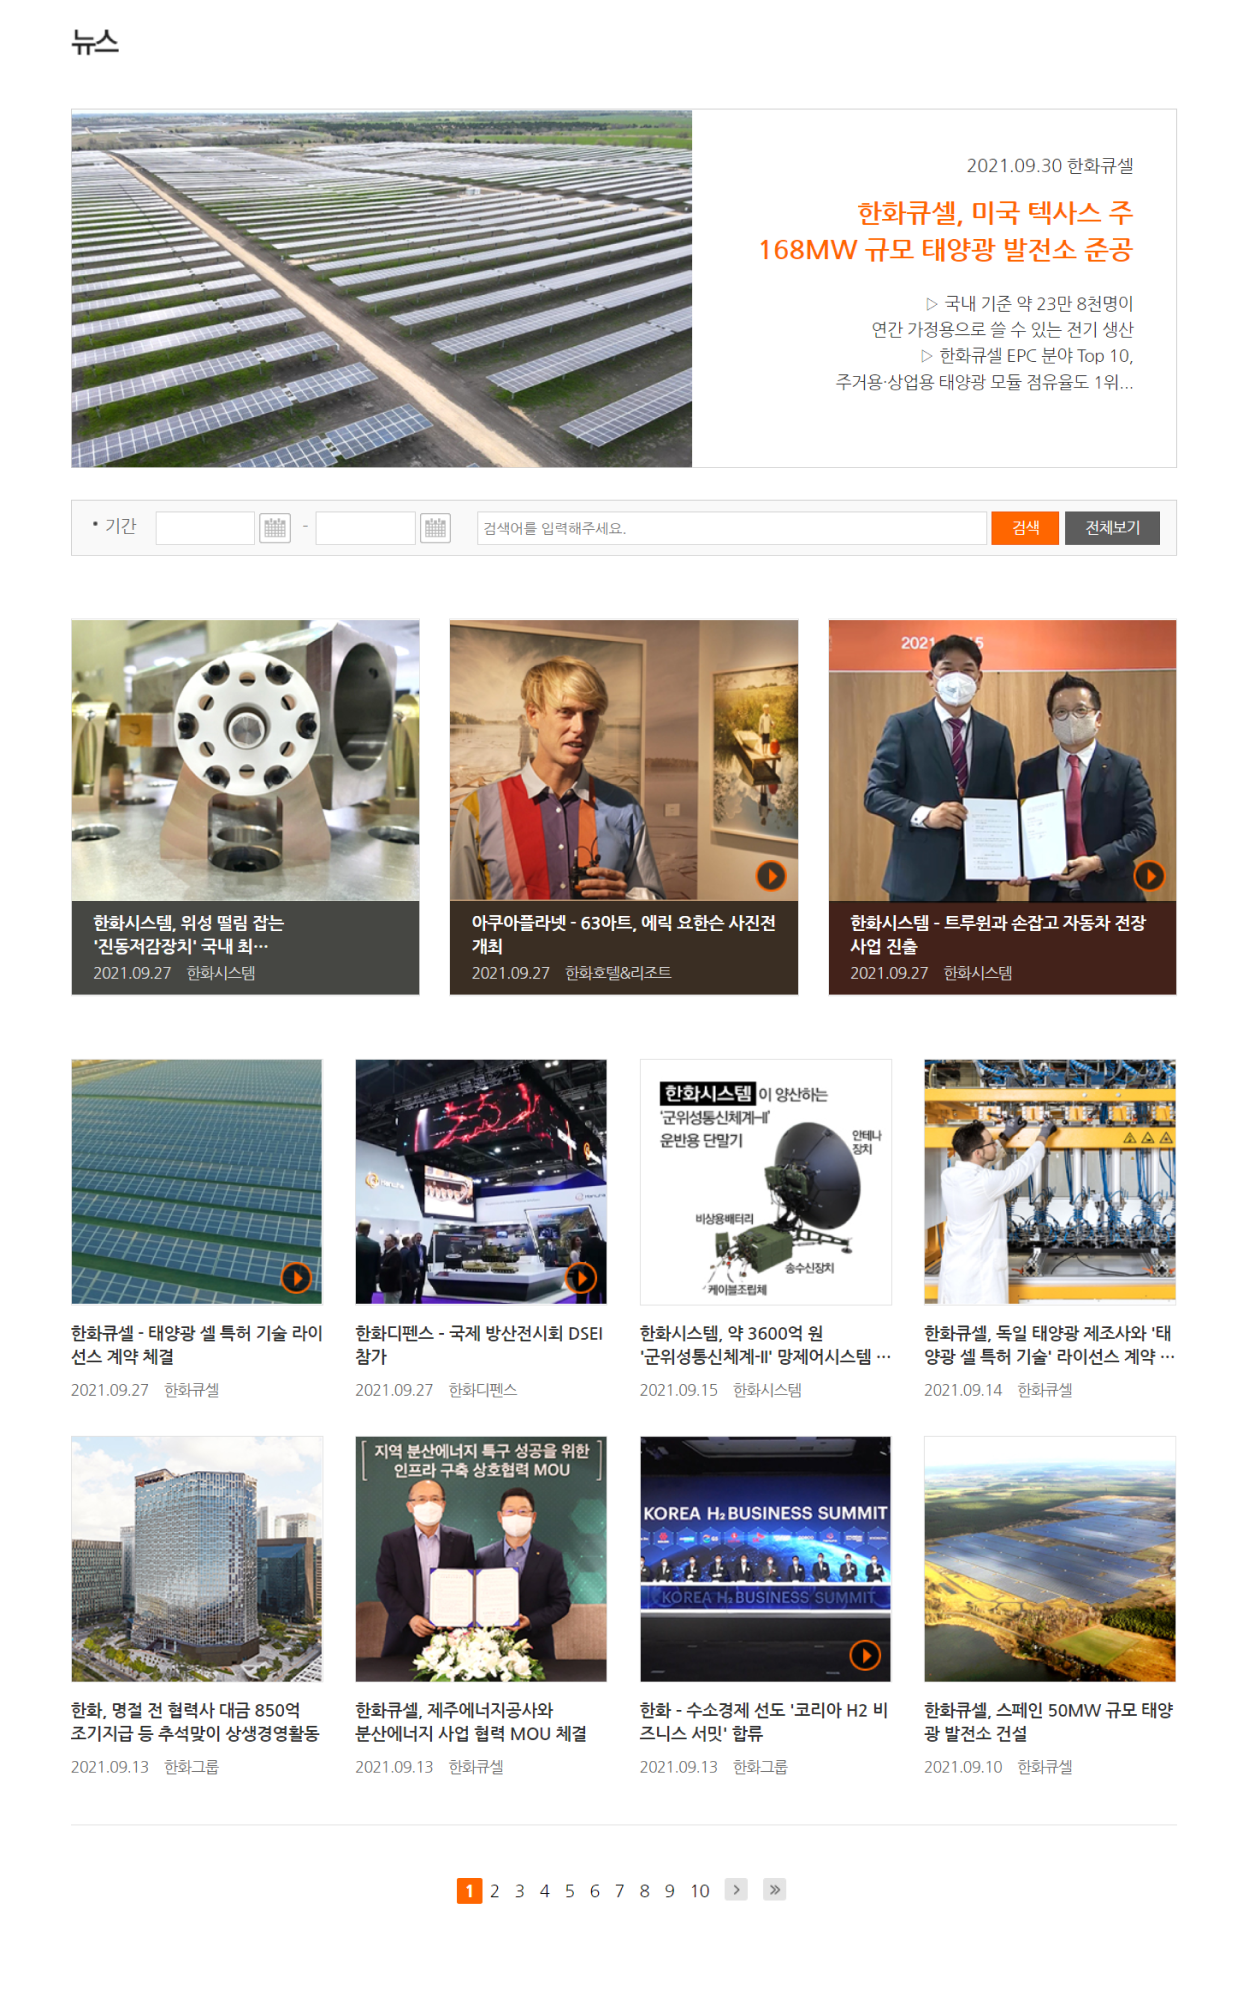 뉴스
2021.09.30 한화큐셀
한화큐셀, 미국 텍사스 주
168MW 규모 태양광 발전소 준공
▷ 국내 기준 약 23만 8천명이
연간 가정용으로 쓸 수 있는 전기 생산
▷ 한화큐셀 EPC 분야 Top 10,
주거용·상업용 태양광 모듈 점유율도 1위...
• 기간
-
검색어를 입력해주세요.
검색
전체보기
2021
15
한화시스템, 위성 떨림 잡는
'진동저감장치' 국내 최…
2021.09.27 한화시스템
아쿠아플라넷 - 63아트, 에릭 요한슨 사진전
개최
2021.09.27 한화호텔&리조트
한화시스템 - 트루윈과 손잡고 자동차 전장
사업 진출
2021.09.27 한화시스템
한화시스템 이 양산하는
'군위성통신체계-II'
운반용 단말기
안테나
장치
비상용배터리
송수신장치
케이블조립체
한화큐셀 - 태양광 셀 특허 기술 라이
선스 계약 체결
2021.09.27 한화큐셀
한화디펜스 - 국제 방산전시회 DSEI
참가
2021.09.27 한화디펜스
한화시스템, 약 3600억 원
'군위성통신체계-II' 망제어시스템 …
2021.09.15 한화시스템
한화큐셀, 독일 태양광 제조사와 '태
양광 셀 특허 기술' 라이선스 계약 …
2021.09.14 한화큐셀
지역 분산에너지 특구 성공을 위한
인프라 구축 상호협력 MOU
KOREA H₂ BUSINESS SUMMIT
KOREA H₂ BUSINESS SUMMIT
한화, 명절 전 협력사 대금 850억
조기지급 등 추석맞이 상생경영활동
2021.09.13 한화그룹
한화큐셀, 제주에너지공사와
분산에너지 사업 협력 MOU 체결
2021.09.13 한화큐셀
한화 - 수소경제 선도 '코리아 H2 비
즈니스 서밋' 합류
2021.09.13 한화그룹
한화큐셀, 스페인 50MW 규모 태양
광 발전소 건설
2021.09.10 한화큐셀
1 2 3 4 5 6 7 8 9 10 > »